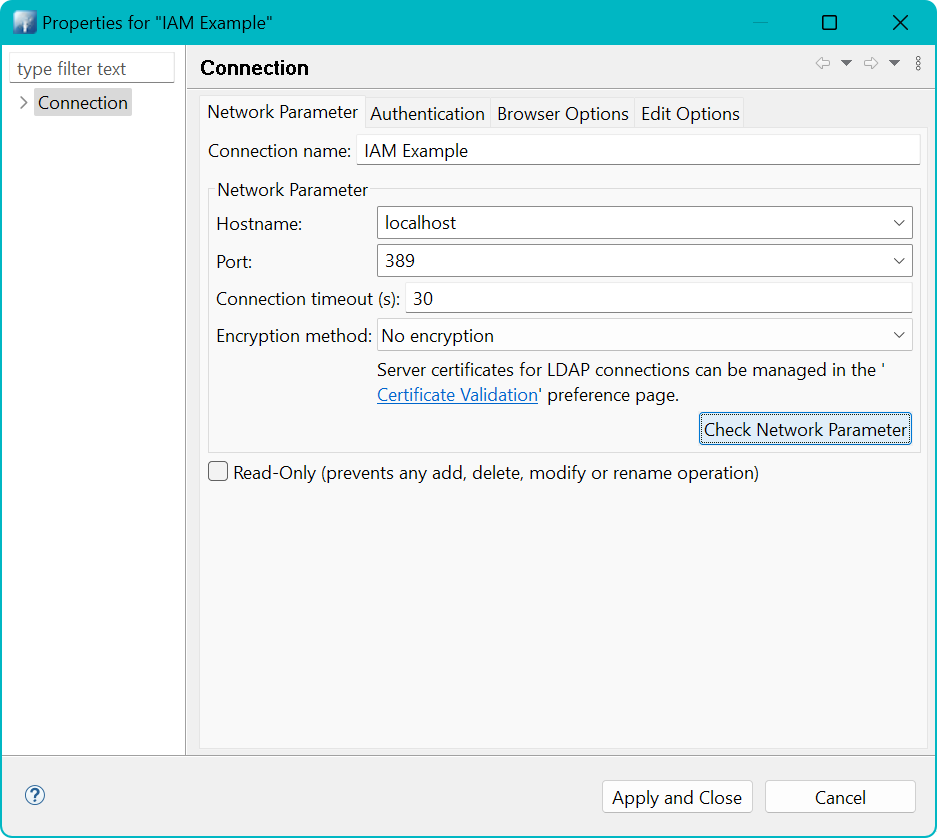 Properties for "IAM Example"
type filter text
Connection
Connection
Network Parameter
Authentication
Browser Options
Edit Options
Connection name:
IAM Example
Network Parameter
Hostname:
localhost
Port:
389
Connection timeout (s):
30
Encryption method:
No encryption
Server certificates for LDAP connections can be managed in the '
Certificate Validation' preference page.
Check Network Parameter
Read-Only (prevents any add, delete, modify or rename operation)
?
Apply and Close
Cancel